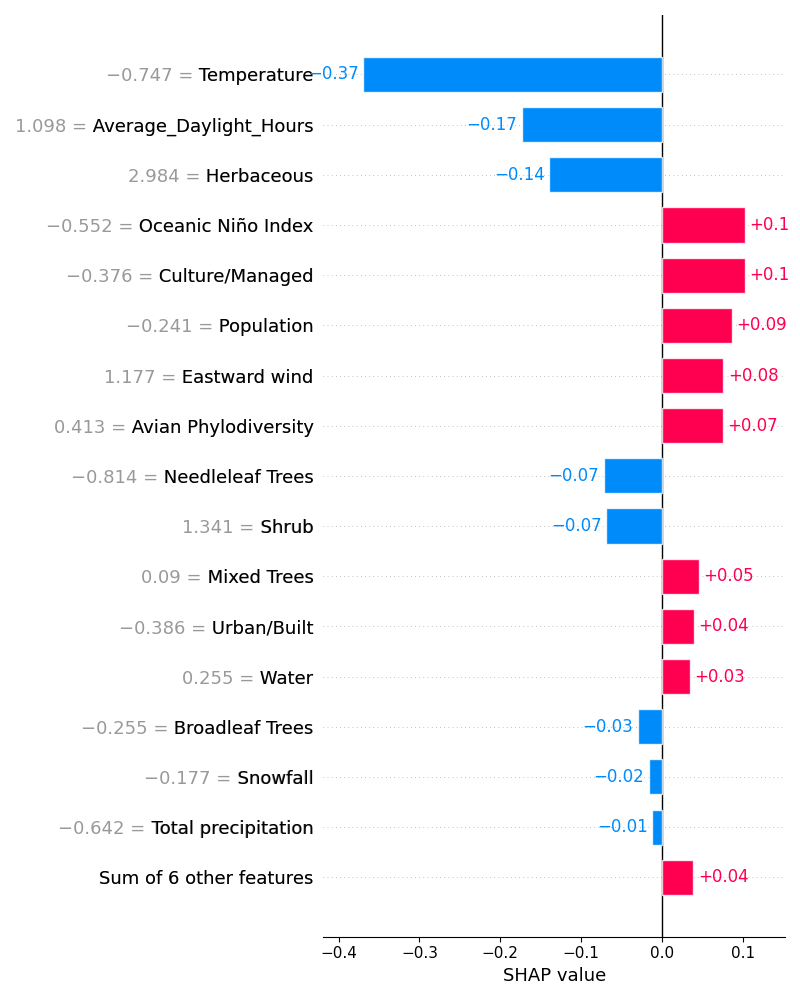 −0.747 = Temperature −0.37
1.098 = Average_Daylight_Hours −0.17
2.984 = Herbaceous −0.14
−0.552 = Oceanic Niño Index +0.1
−0.376 = Culture/Managed +0.1
−0.241 = Population +0.09
1.177 = Eastward wind +0.08
0.413 = Avian Phylodiversity +0.07
−0.814 = Needleleaf Trees −0.07
1.341 = Shrub −0.07
0.09 = Mixed Trees +0.05
−0.386 = Urban/Built +0.04
0.255 = Water +0.03
−0.255 = Broadleaf Trees −0.03
−0.177 = Snowfall −0.02
−0.642 = Total precipitation −0.01
Sum of 6 other features +0.04
−0.4 −0.3 −0.2 −0.1 0.0 0.1
SHAP value